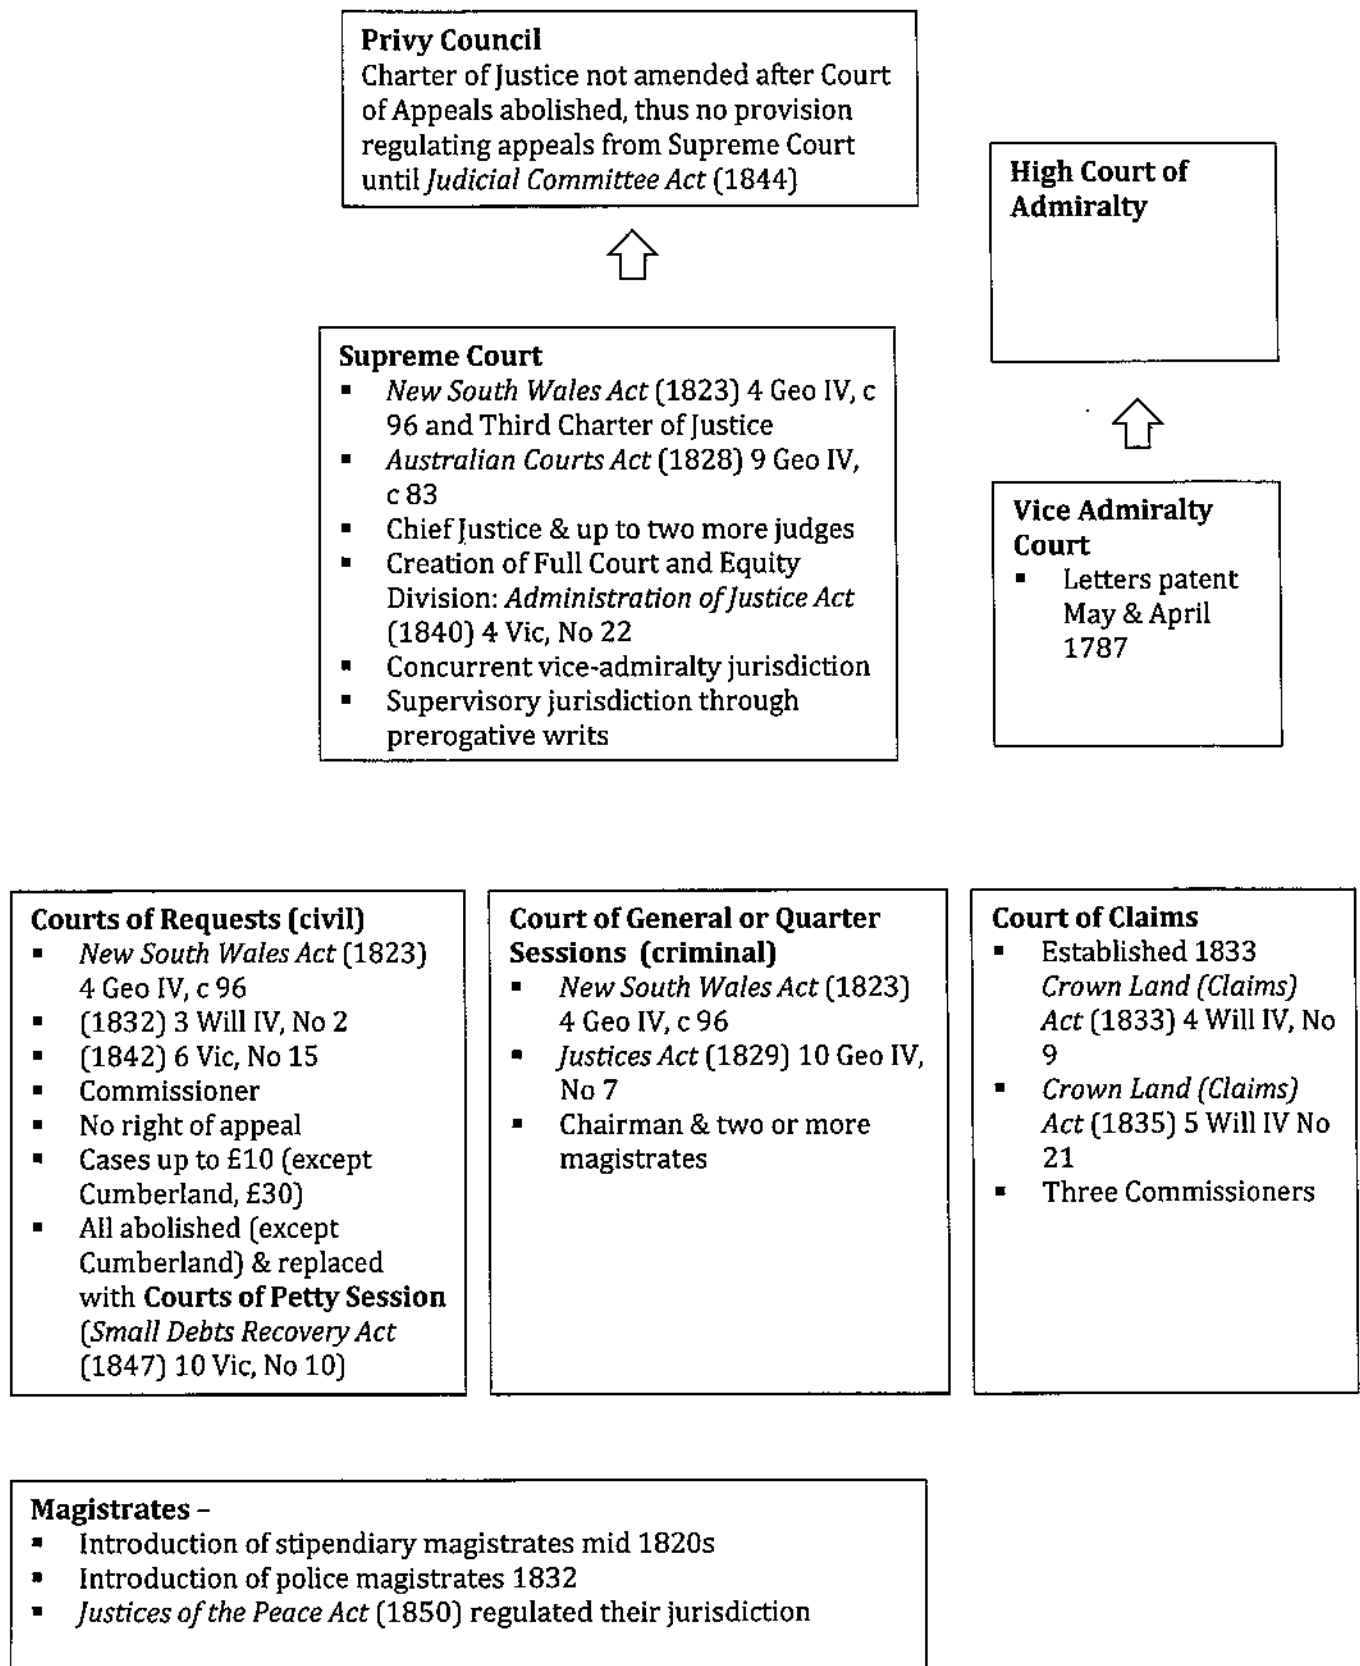 Privy Council
Charter of Justice not amended after Court
of Appeals abolished, thus no provision
regulating appeals from Supreme Court
until Judicial Committee Act (1844)
High Court of
Admiralty
Supreme Court
▪ New South Wales Act (1823) 4 Geo IV, c
96 and Third Charter of Justice
▪ Australian Courts Act (1828) 9 Geo IV,
c 83
▪ Chief Justice & up to two more judges
▪ Creation of Full Court and Equity
Division: Administration of Justice Act
(1840) 4 Vic, No 22
▪ Concurrent vice-admiralty jurisdiction
▪ Supervisory jurisdiction through
prerogative writs
Vice Admiralty
Court
▪ Letters patent
May & April
1787
Courts of Requests (civil)
▪ New South Wales Act (1823)
4 Geo IV, c 96
▪ (1832) 3 Will IV, No 2
▪ (1842) 6 Vic, No 15
▪ Commissioner
▪ No right of appeal
▪ Cases up to £10 (except
Cumberland, £30)
▪ All abolished (except
Cumberland) & replaced
with Courts of Petty Session
(Small Debts Recovery Act
(1847) 10 Vic, No 10)
Court of General or Quarter
Sessions (criminal)
▪ New South Wales Act (1823)
4 Geo IV, c 96
▪ Justices Act (1829) 10 Geo IV,
No 7
▪ Chairman & two or more
magistrates
Court of Claims
▪ Established 1833
Crown Land (Claims)
Act (1833) 4 Will IV, No
9
▪ Crown Land (Claims)
Act (1835) 5 Will IV No
21
▪ Three Commissioners
Magistrates –
▪ Introduction of stipendiary magistrates mid 1820s
▪ Introduction of police magistrates 1832
▪ Justices of the Peace Act (1850) regulated their jurisdiction